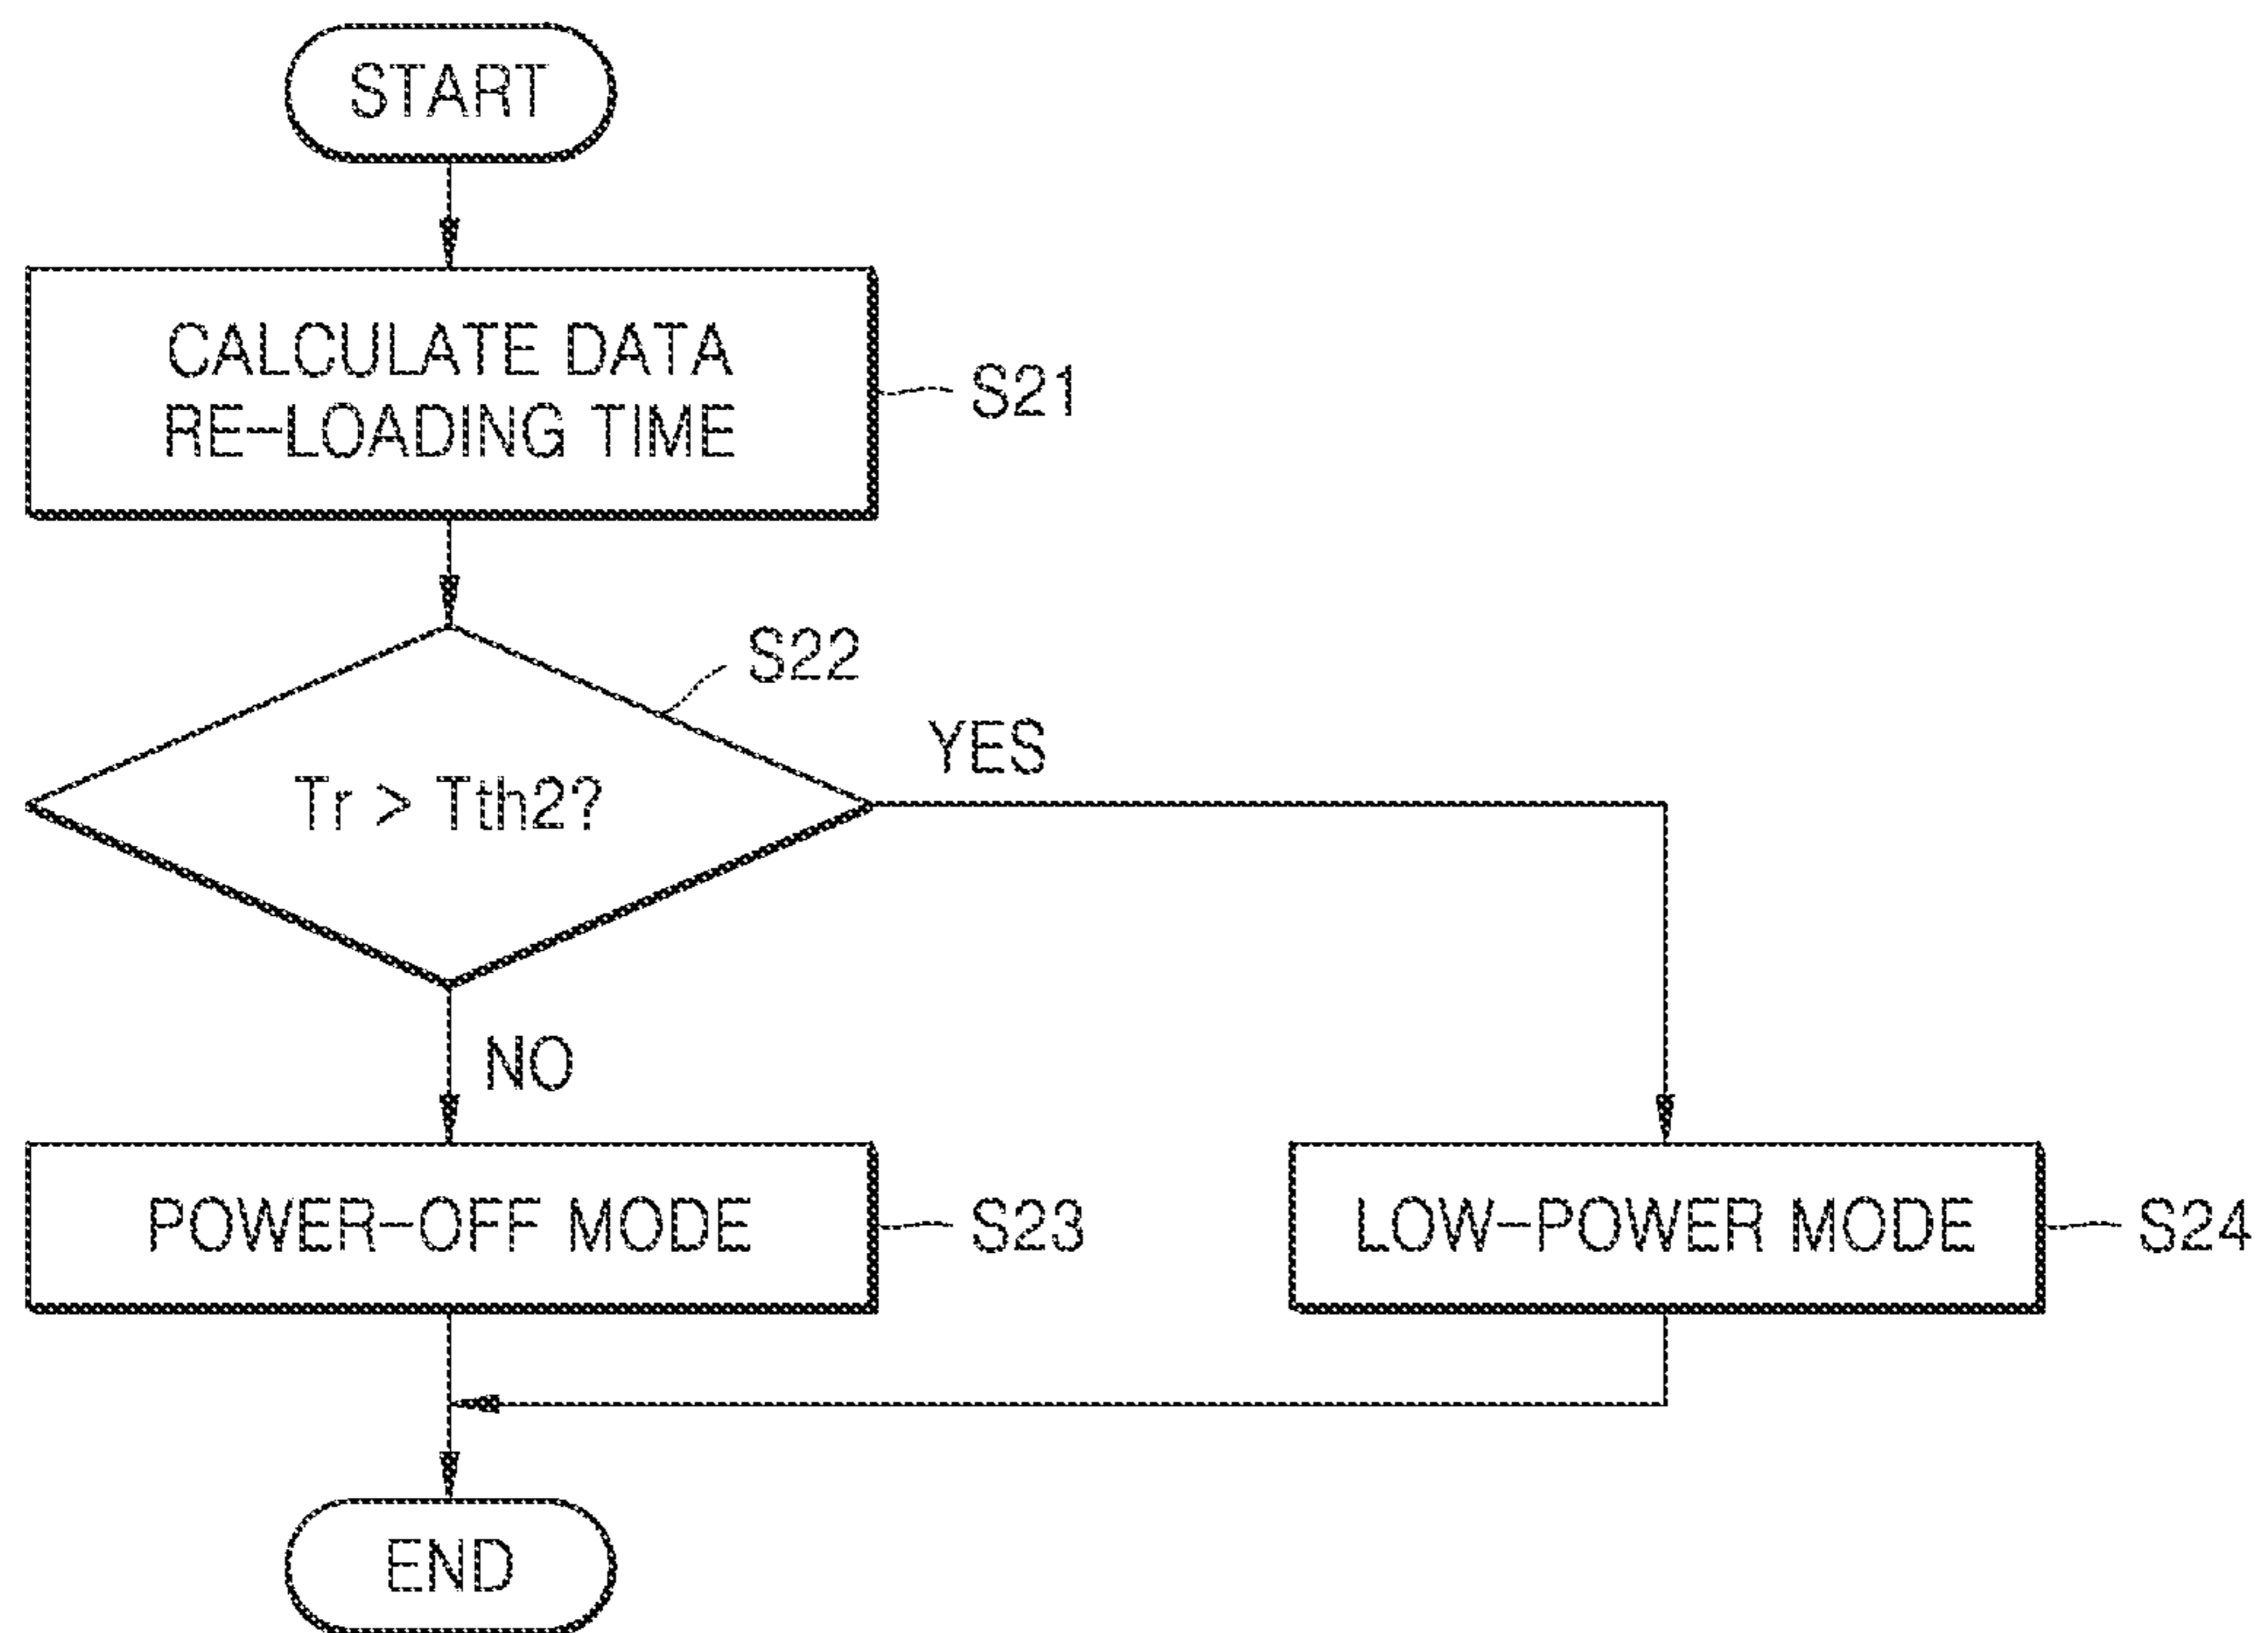 START
CALCULATE DATA
RE-LOADING TIME
S21
S22
Tr > Tth2?
YES
NO
POWER-OFF MODE
S23
LOW-POWER MODE
S24
END